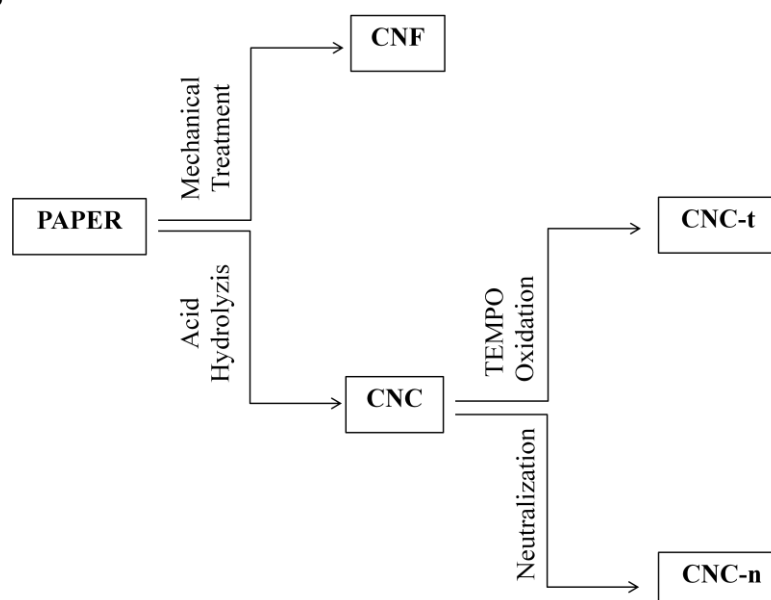 CNF
Mechanical
Treatment
PAPER
CNC-t
Acid
Hydrolyzis
TEMPO
Oxidation
CNC
Neutralization
CNC-n